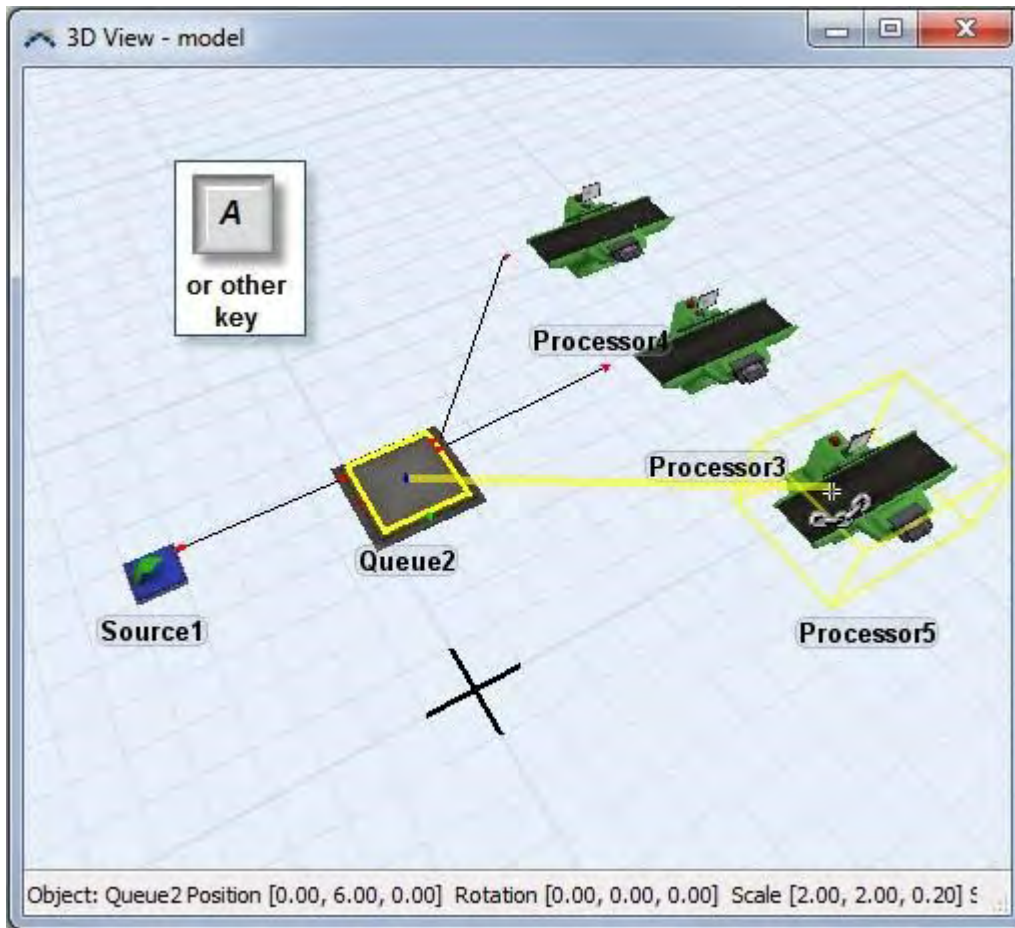 3D View - model
A
or other
key
Processor4
Processor3
Queue2
Source1
Processor5
Object: Queue2 Position [0.00, 6.00, 0.00] Rotation [0.00, 0.00, 0.00] Scale [2.00, 2.00, 0.20] S